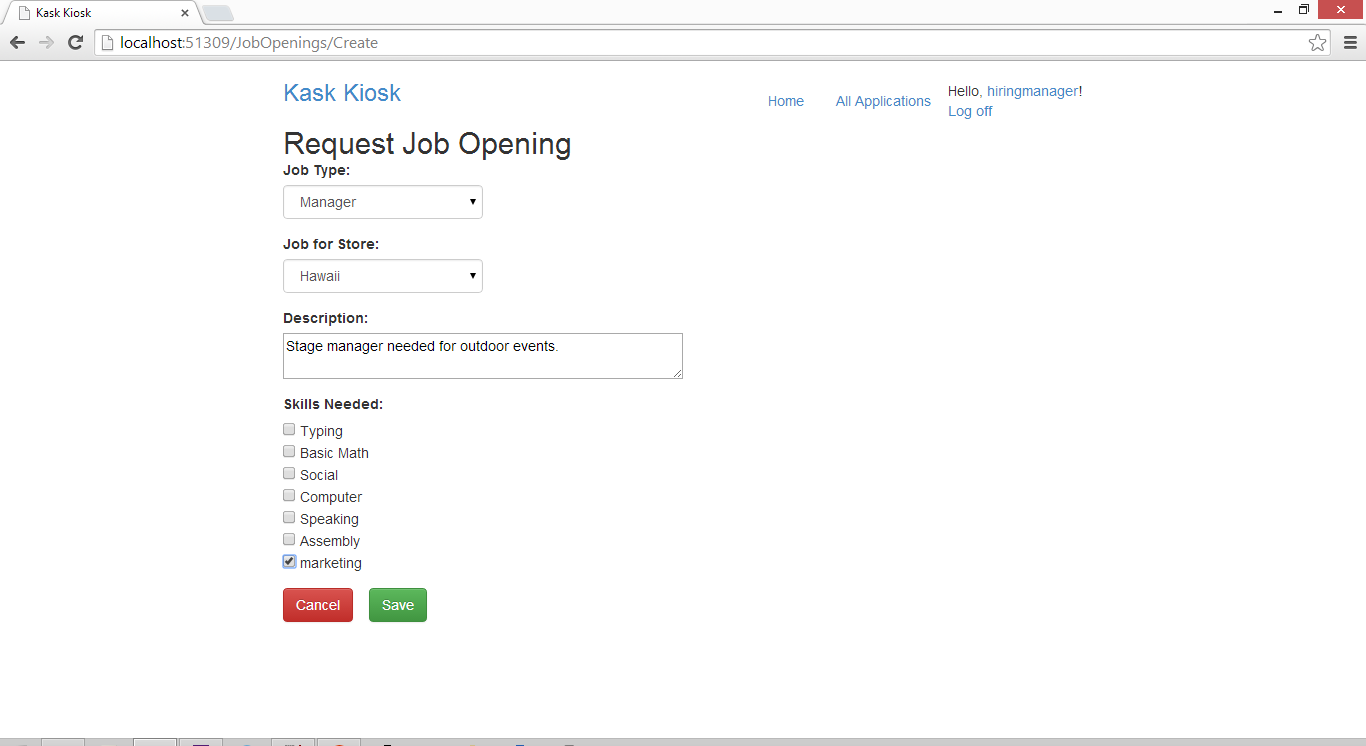 Kask Kiosk
localhost:51309/JobOpenings/Create
Kask Kiosk
Home
All Applications
Hello, hiringmanager!
Log off
Request Job Opening
Job Type:
Manager
Job for Store:
Hawaii
Description:
Stage manager needed for outdoor events.
Skills Needed:
Typing
Basic Math
Social
Computer
Speaking
Assembly
marketing
Cancel
Save